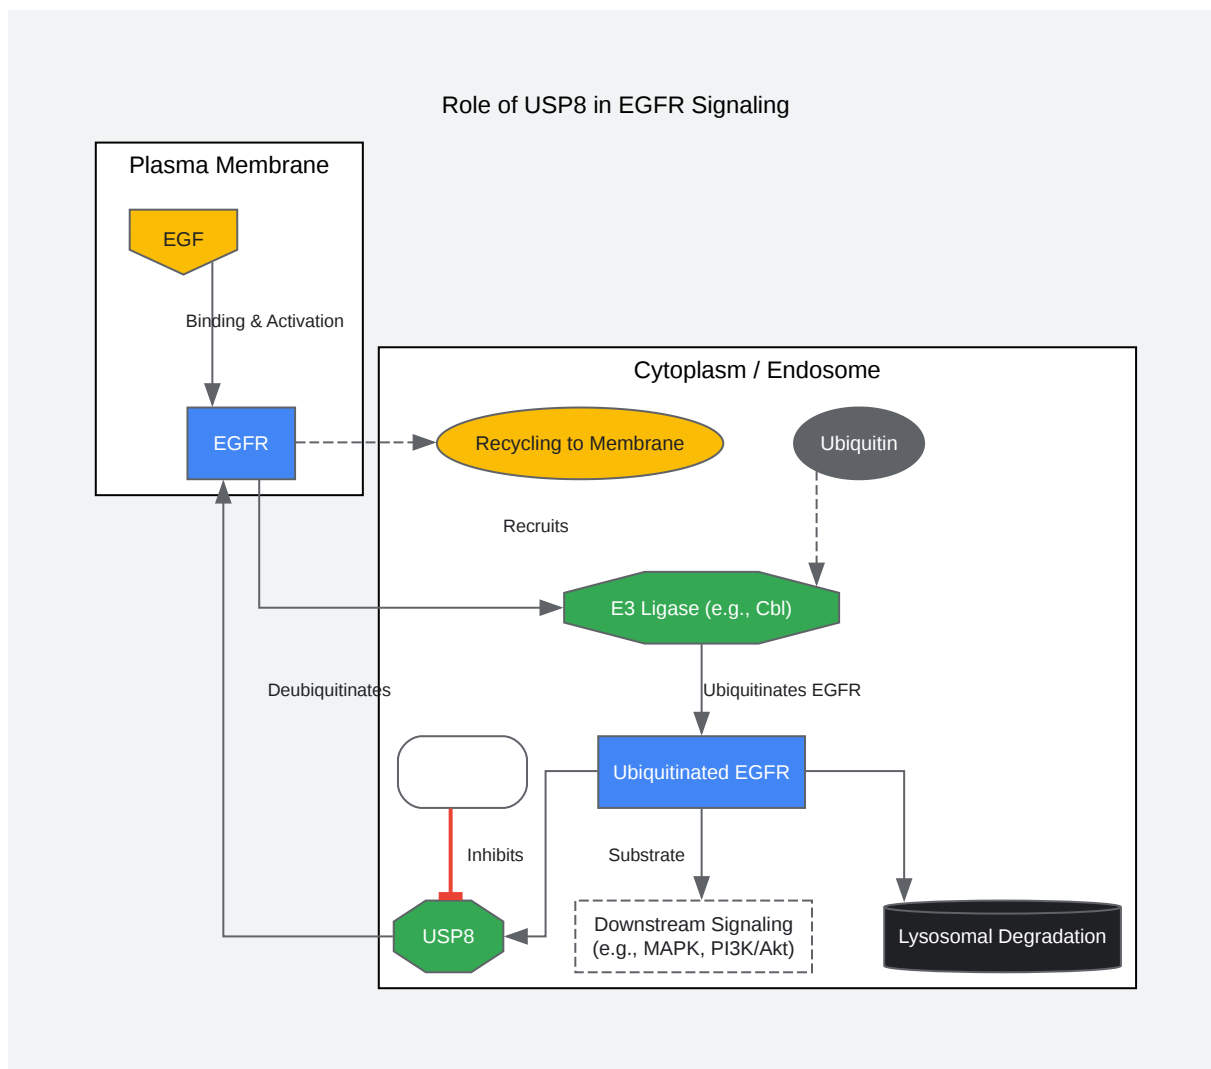 Role of USP8 in EGFR Signaling
Plasma Membrane
EGF
Binding & Activation
Cytoplasm / Endosome
EGFR
Recycling to Membrane
Ubiquitin
Recruits
E3 Ligase (e.g., Cbl)
Deubiquitinates
Ubiquitinates EGFR
Ubiquitinated EGFR
Inhibits
Substrate
USP8
Downstream Signaling
(e.g., MAPK, PI3K/Akt)
Lysosomal Degradation